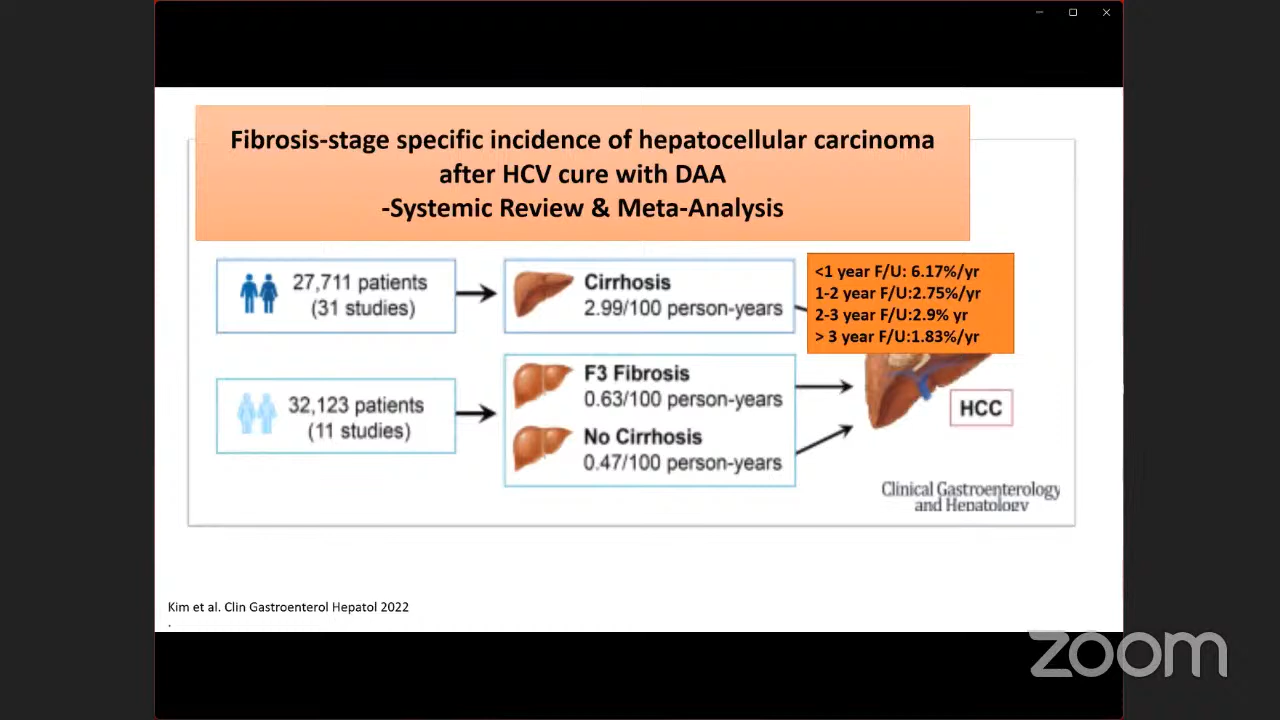 Fibrosis-stage specific incidence of hepatocellular carcinoma
after HCV cure with DAA
-Systemic Review & Meta-Analysis
27,711 patients
(31 studies)
Cirrhosis
2.99/100 person-years
<1 year F/U: 6.17%/yr
1-2 year F/U:2.75%/yr
2-3 year F/U:2.9% yr
> 3 year F/U:1.83%/yr
32,123 patients
(11 studies)
F3 Fibrosis
0.63/100 person-years
No Cirrhosis
0.47/100 person-years
HCC
Clinical Gastroenterology
and Hepatology
Kim et al. Clin Gastroenterol Hepatol 2022
.
zoom